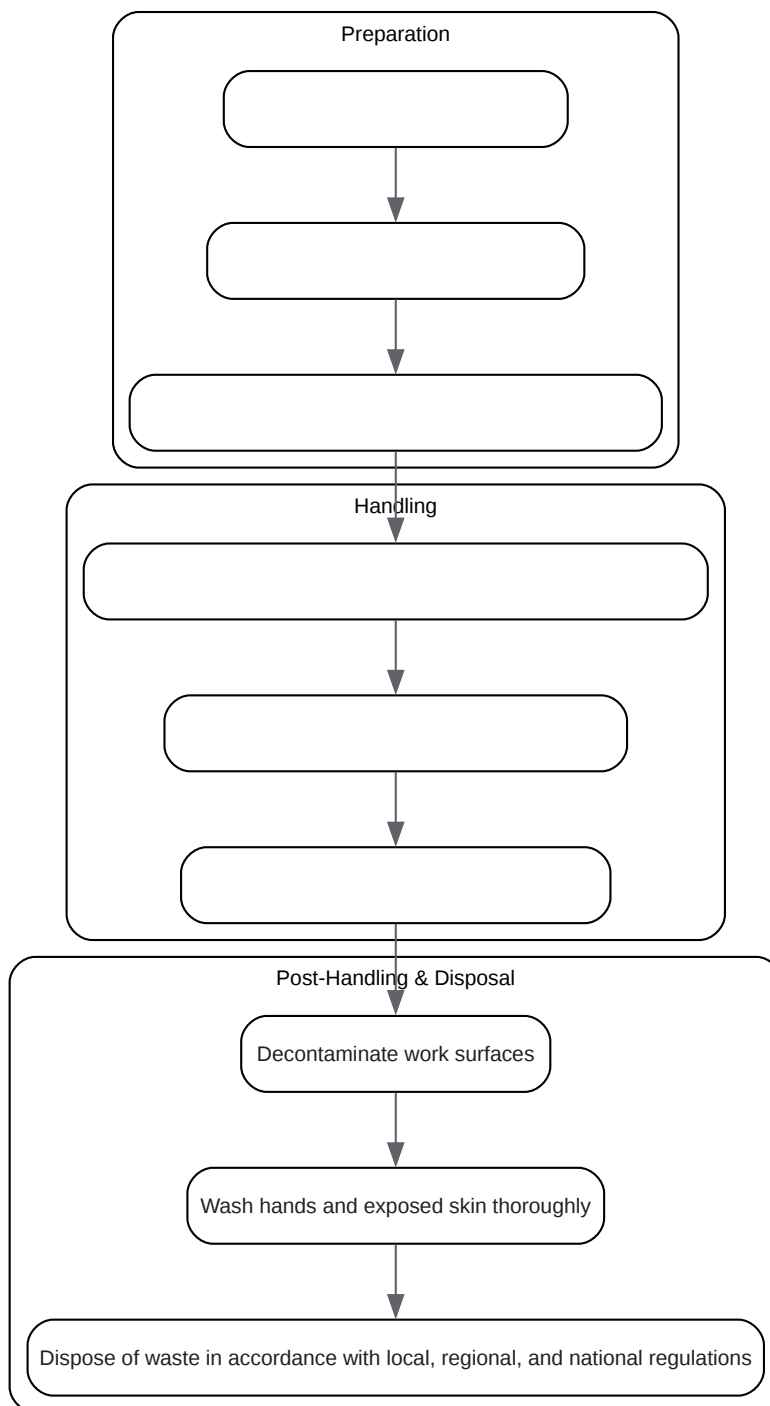 Preparation
Handling
Post-Handling & Disposal
Decontaminate work surfaces
Wash hands and exposed skin thoroughly
Dispose of waste in accordance with local, regional, and national regulations